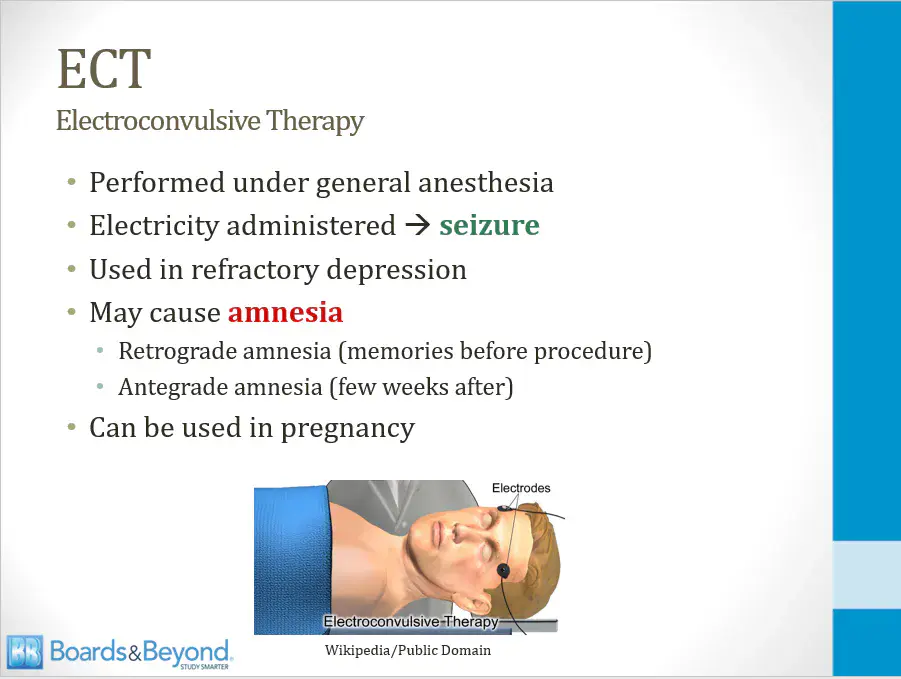 ECT
Electroconvulsive Therapy
• Performed under general anesthesia
• Electricity administered → seizure
• Used in refractory depression
• May cause amnesia
• Retrograde amnesia (memories before procedure)
• Antegrade amnesia (few weeks after)
• Can be used in pregnancy
Electrodes
Electroconvulsive Therapy
Wikipedia/Public Domain
BB Boards&Beyond.
STUDY SMARTER